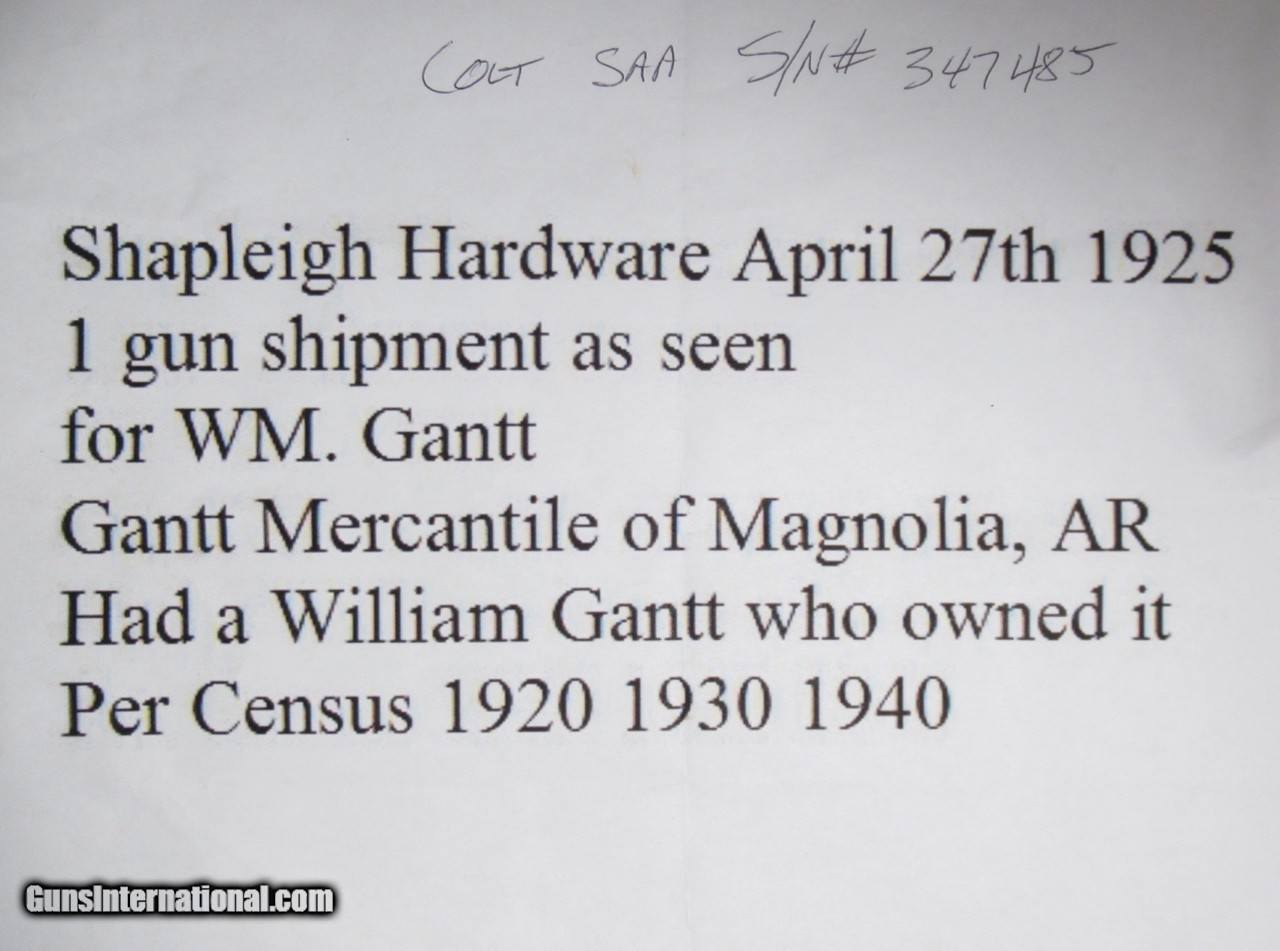 COLT SAA S/N# 347485
Shapleigh Hardware April 27th 1925
1 gun shipment as seen
for WM. Gantt
Gantt Mercantile of Magnolia, AR
Had a William Gantt who owned it
Per Census 1920 1930 1940
GunsInternational.com